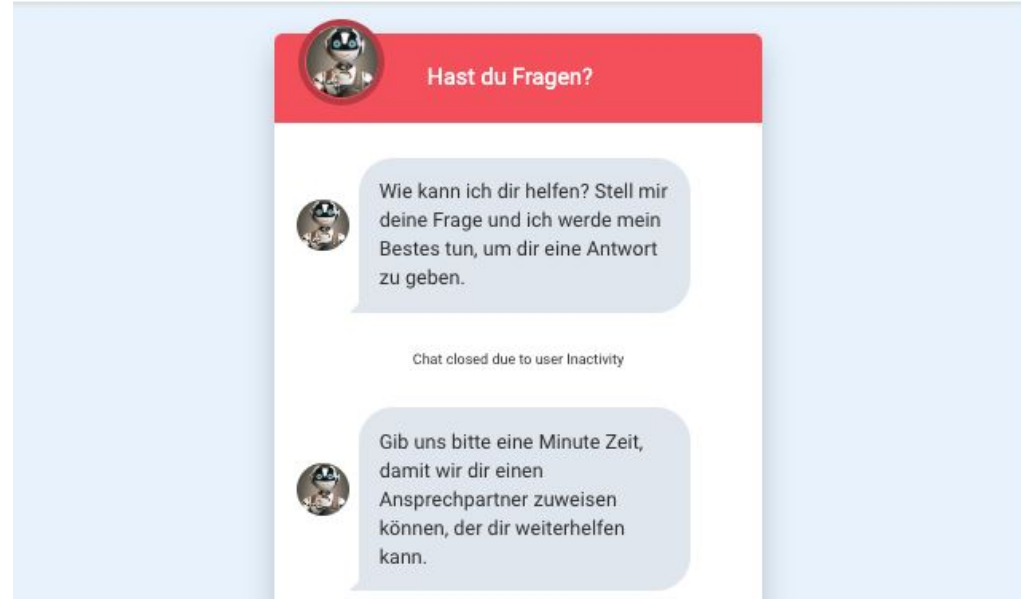 Hast du Fragen?
Wie kann ich dir helfen? Stell mir
deine Frage und ich werde mein
Bestes tun, um dir eine Antwort
zu geben.
Chat closed due to user Inactivity
Gib uns bitte eine Minute Zeit,
damit wir dir einen
Ansprechpartner zuweisen
können, der dir weiterhelfen
kann.